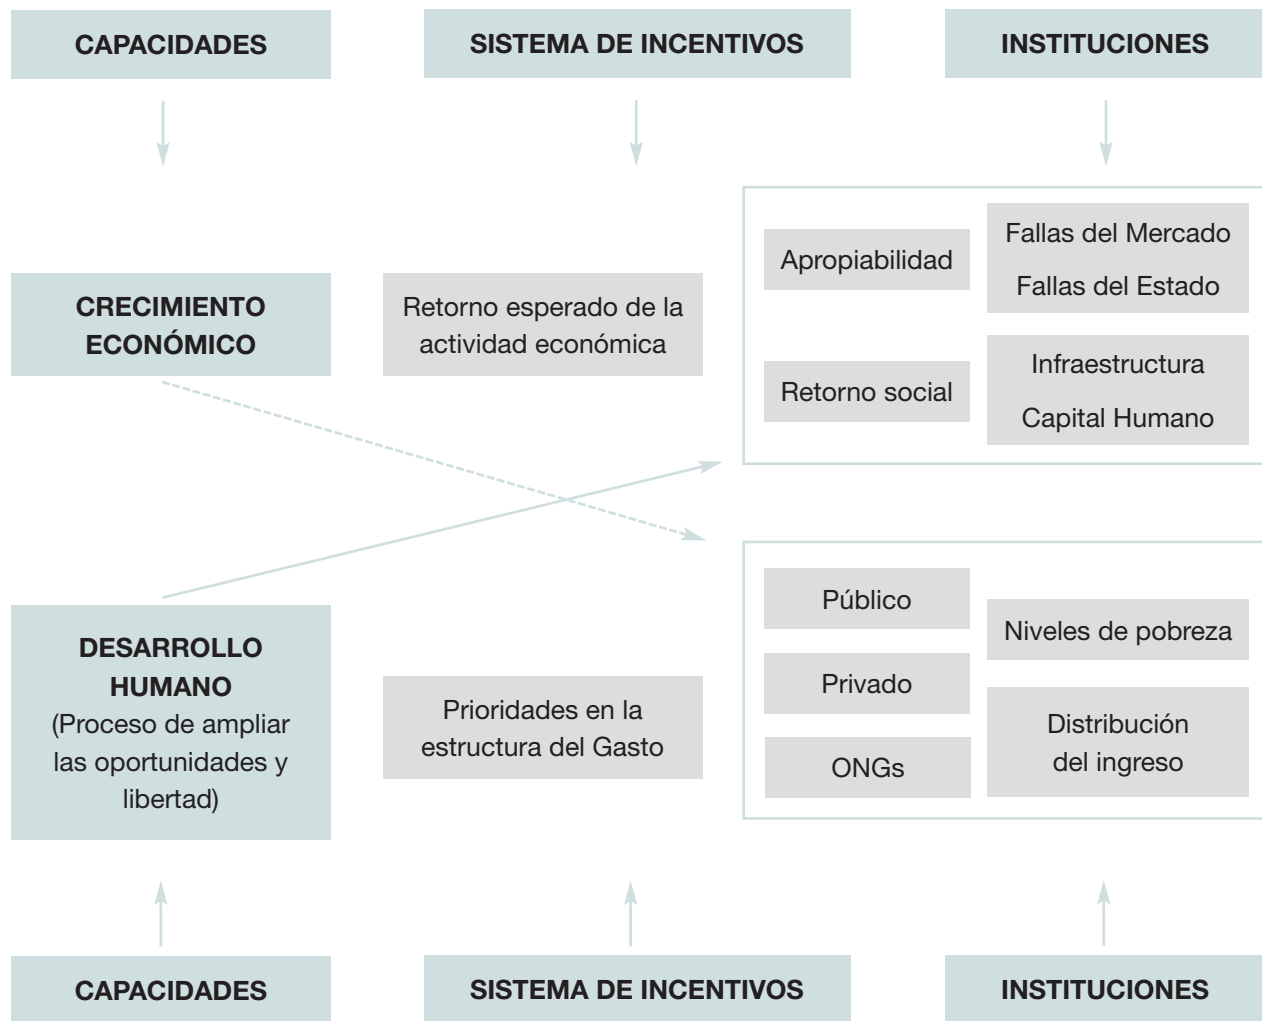 CAPACIDADES
SISTEMA DE INCENTIVOS
INSTITUCIONES
CRECIMIENTO
ECONÓMICO
Retorno esperado de la
actividad económica
Apropiabilidad
Fallas del Mercado
Fallas del Estado
Retorno social
Infraestructura
Capital Humano
DESARROLLO
HUMANO
(Proceso de ampliar
las oportunidades y
libertad)
Prioridades en la
estructura del Gasto
Público
Privado
ONGs
Niveles de pobreza
Distribución
del ingreso
CAPACIDADES
SISTEMA DE INCENTIVOS
INSTITUCIONES